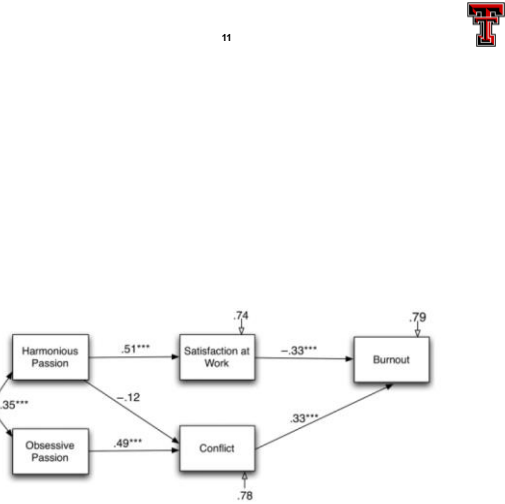 11
.74
.79
Harmonious
Passion
.51***
Satisfaction at
Work
–.33***
Burnout
–.12
.35***
.33***
Obsessive
Passion
.49***
Conflict
.78